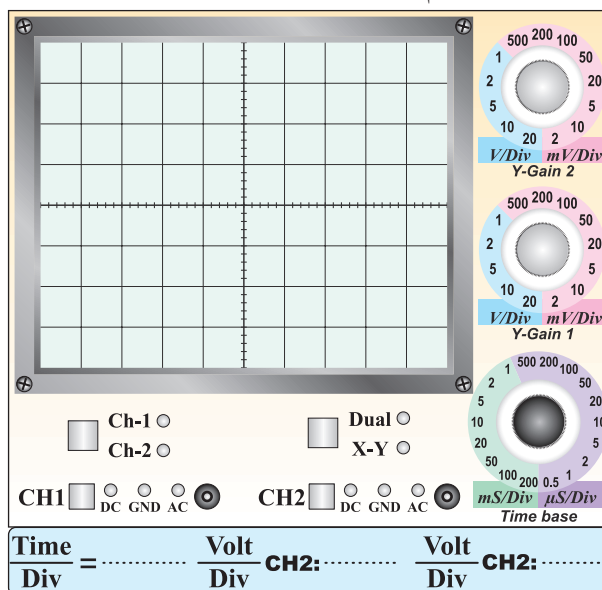 500 200 100
1 50
2 20
5 5
10 10
20 2
V/Div mV/Div
Y-Gain 2
500 200 100
1 50
2 20
5 5
10 10
20 2
V/Div mV/Div
Y-Gain 1
500 200
1 100
2 50
5 20
10 10
20 5
50 2
100 1
200 0.5
mS/Div µS/Div
Time base
Ch-1
Ch-2
Dual
X-Y
CH1 DC GND AC
CH2 DC GND AC
Time Volt Volt
= .............. CH2: .............. CH2: ..........
Div Div Div